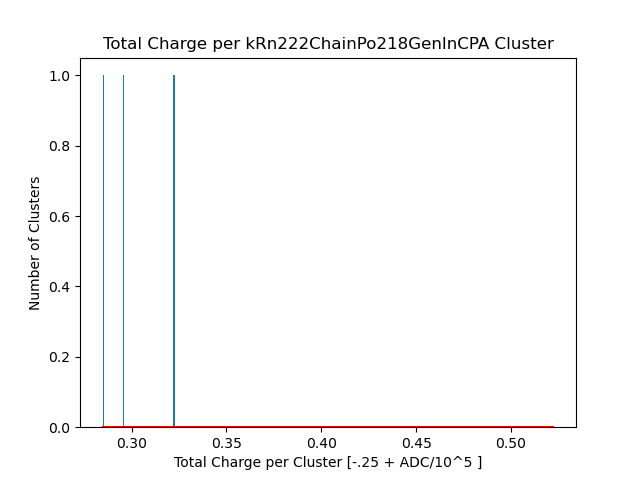 Total Charge per kRn222ChainPo218GenInCPA Cluster
1.0
0.8
0.6
0.4
0.2
0.0
Number of Clusters
0.30 0.35 0.40 0.45 0.50
Total Charge per Cluster [-.25 + ADC/10^5 ]